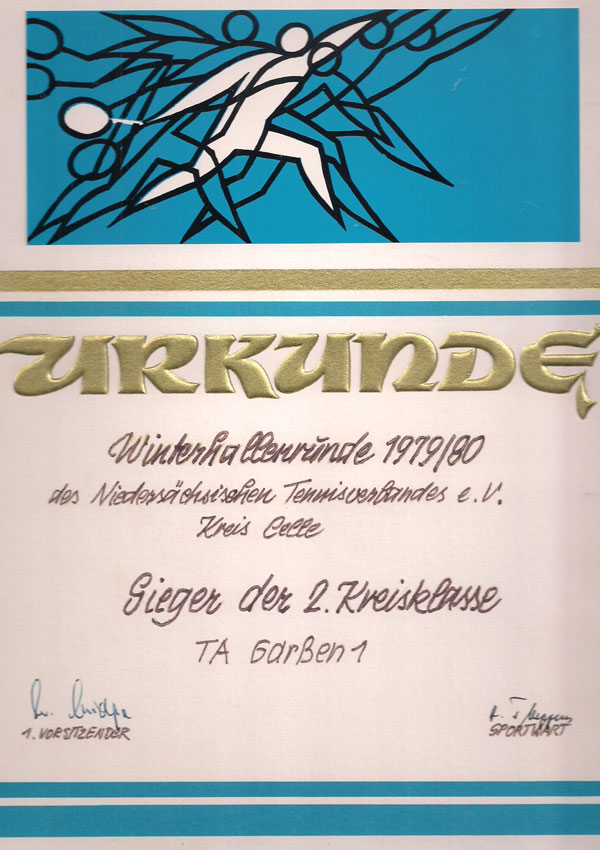 URKUNDE
Winterhallenrunde 1979/80
des Niedersächsischen Tennisverbandes e.V.
Kreis Celle
Sieger der 2. Kreisklasse
TA Garßen 1
1. VORSITZENDER
SPORTWART